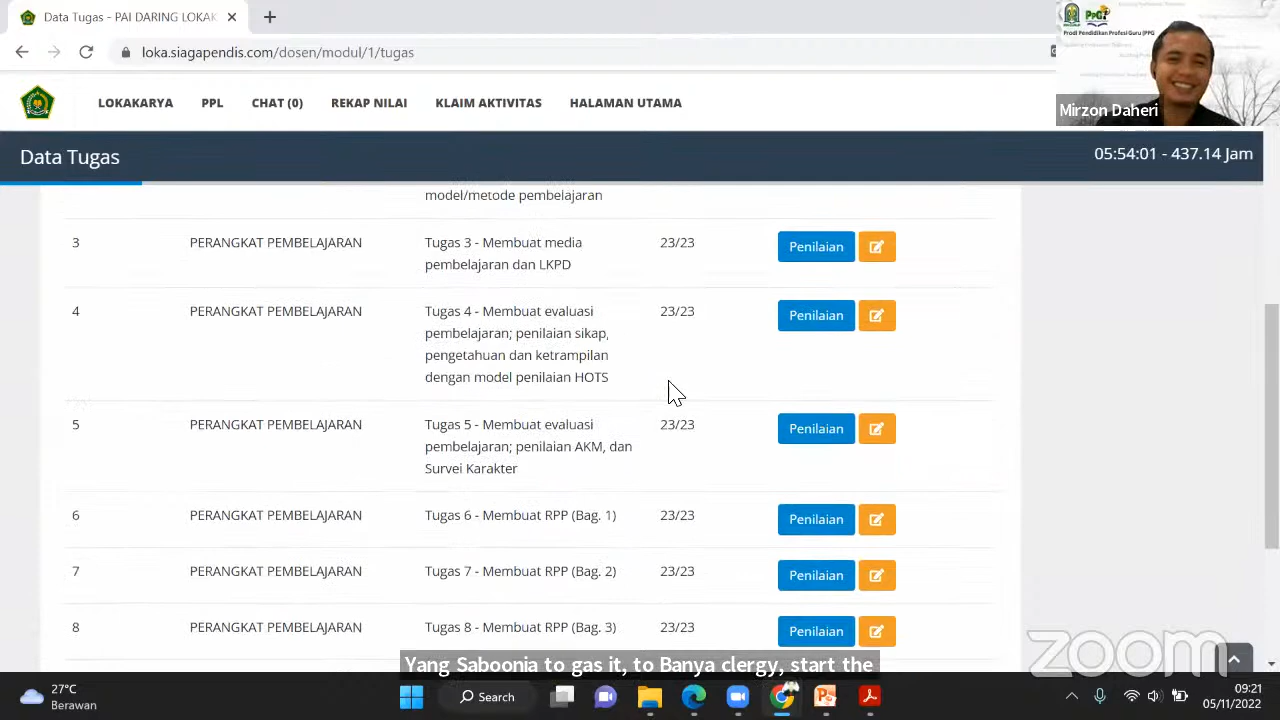 Data Tugas - PAI DARING LOKAK
loka.siagapendis.com/dosen/modul
PPG
Prodi Pendidikan Profesi Guru (PPG
Mirzon Daheri
LOKAKARYA PPL CHAT (0) REKAP NILAI KLAIM AKTIVITAS HALAMAN UTAMA
Data Tugas 05:54:01 - 437.14 Jam
model/metode pembelajaran
3 PERANGKAT PEMBELAJARAN Tugas 3 - Membuat media 23/23 Penilaian
pembelajaran dan LKPD
4 PERANGKAT PEMBELAJARAN Tugas 4 - Membuat evaluasi 23/23 Penilaian
pembelajaran; penilaian sikap,
pengetahuan dan ketrampilan
dengan model penilaian HOTS
5 PERANGKAT PEMBELAJARAN Tugas 5 - Membuat evaluasi 23/23 Penilaian
pembelajaran; penilaian AKM, dan
Survei Karakter
6 PERANGKAT PEMBELAJARAN Tugas 6 - Membuat RPP (Bag. 1) 23/23 Penilaian
7 PERANGKAT PEMBELAJARAN Tugas 7 - Membuat RPP (Bag. 2) 23/23 Penilaian
8 PERANGKAT PEMBELAJARAN Tugas 8 - Membuat RPP (Bag. 3) 23/23 Penilaian
zoom
Yang Saboonia to gas it, to Banya clergy, start the
27°C
Berawan
Search
09:21
05/11/2022